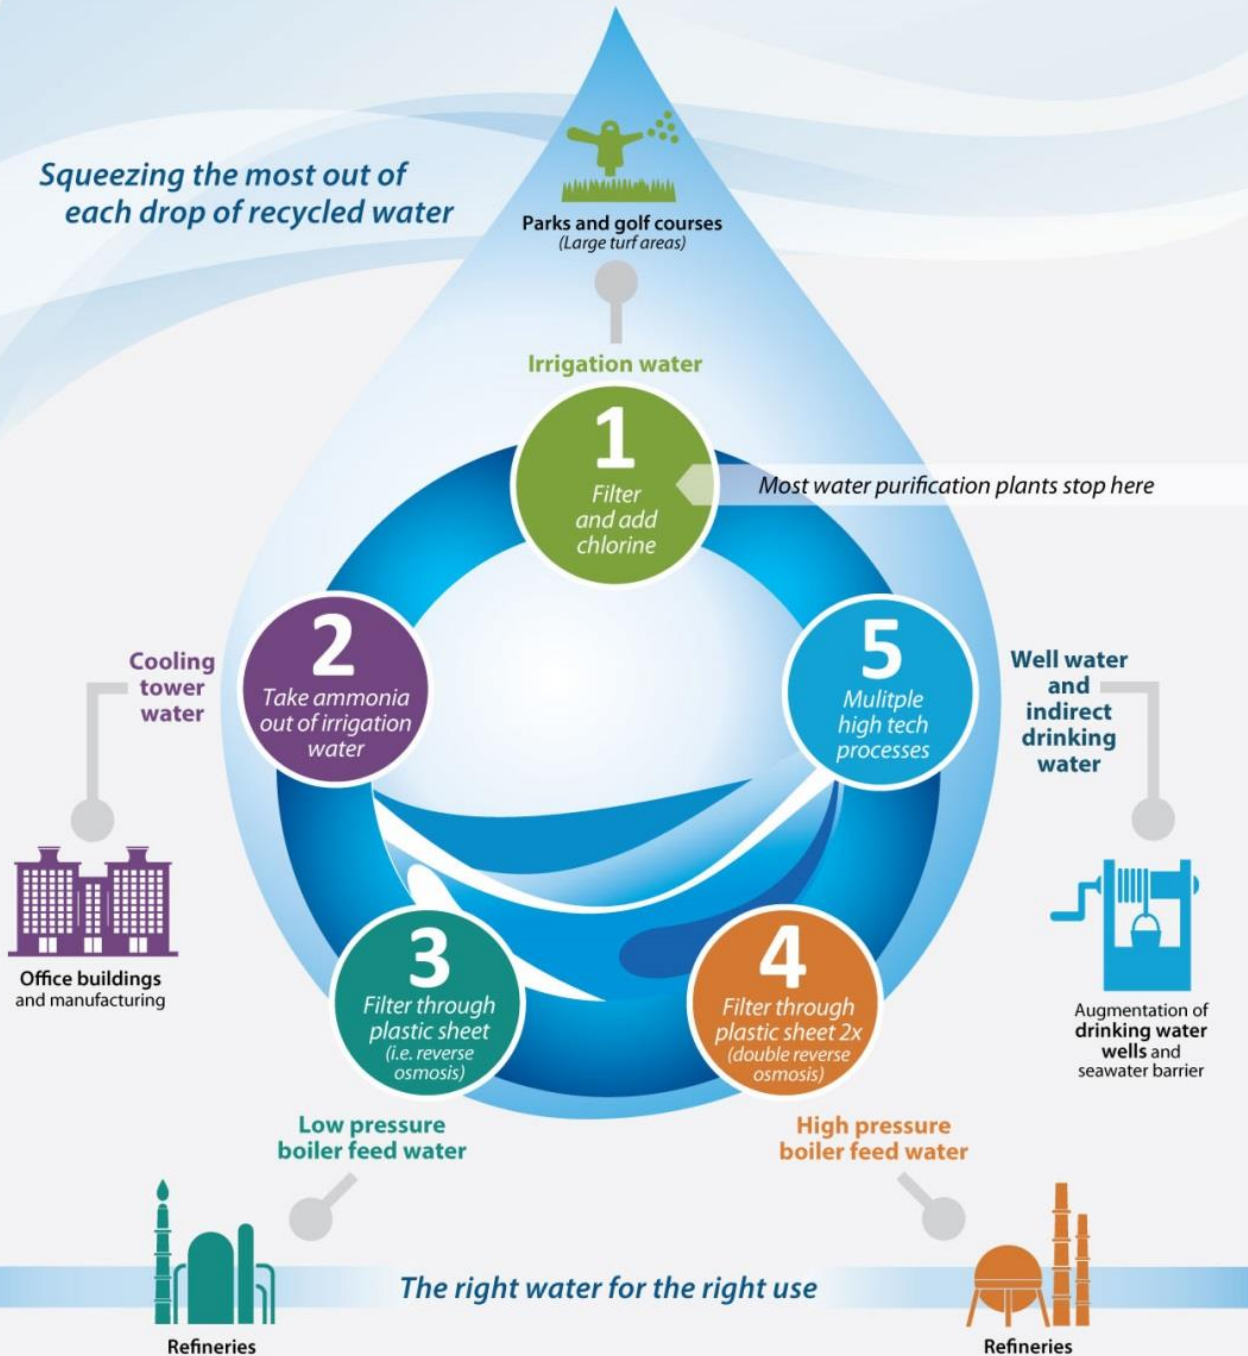 Squeezing the most out of
each drop of recycled water
Parks and golf courses
(Large turf areas)
Irrigation water
1
Filter
and add
chlorine
Most water purification plants stop here
Cooling
tower
water
2
Take ammonia
out of irrigation
water
Office buildings
and manufacturing
3
Filter through
plastic sheet
(i.e. reverse
osmosis)
Low pressure
boiler feed water
Refineries
4
Filter through
plastic sheet 2x
(double reverse
osmosis)
High pressure
boiler feed water
Refineries
5
Mulitple
high tech
processes
Well water
and
indirect
drinking
water
Augmentation of
drinking water
wells and
seawater barrier
The right water for the right use